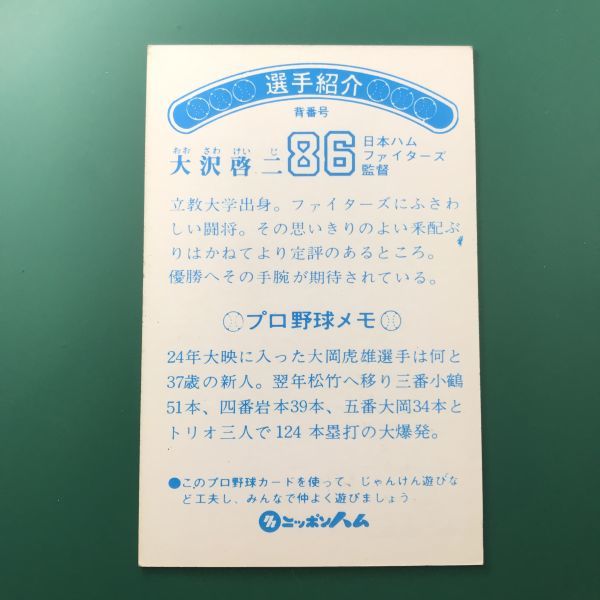 選手紹介
背番号
おお さわ けい じ
大沢啓二
86
日本ハム
ファイターズ
監督
立教大学出身。ファイターズにふさわ
しい闘将。その思いきりのよい采配ぶ
りはかねてより定評のあるところ。
優勝へその手腕が期待されている。
プロ野球メモ
24年大映に入った大岡虎雄選手は何と
37歳の新人。翌年松竹へ移り三番小鶴
51本、四番岩本39本、五番大岡34本と
トリオ三人で124本塁打の大爆発。
●このプロ野球カードを使って、じゃんけん遊びな
ど工夫し、みんなで仲よく遊びましょう
ニッポンハム